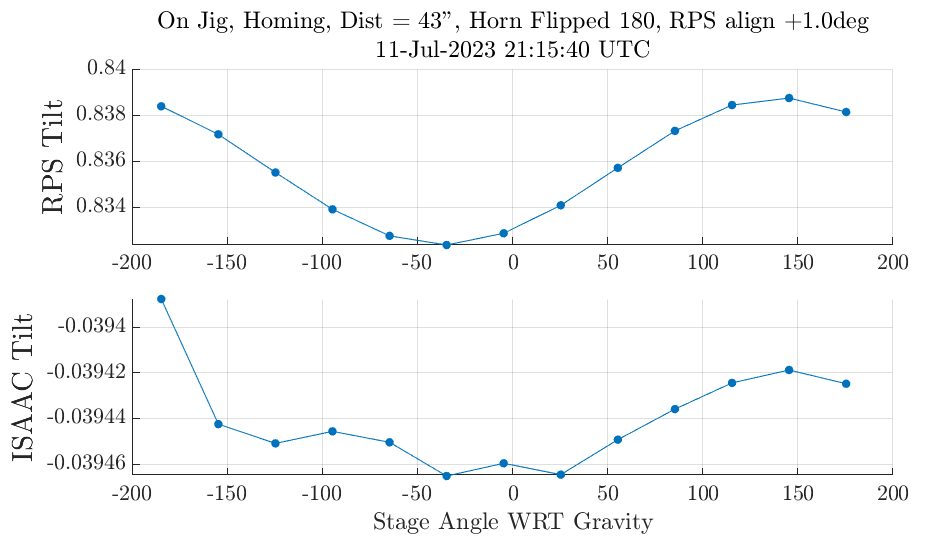 On Jig, Homing, Dist = 43", Horn Flipped 180, RPS align +1.0deg
11-Jul-2023 21:15:40 UTC
RPS Tilt
0.84
0.838
0.836
0.834
-200 -150 -100 -50 0 50 100 150 200
ISAAC Tilt
-0.0394
-0.03942
-0.03944
-0.03946
-200 -150 -100 -50 0 50 100 150 200
Stage Angle WRT Gravity